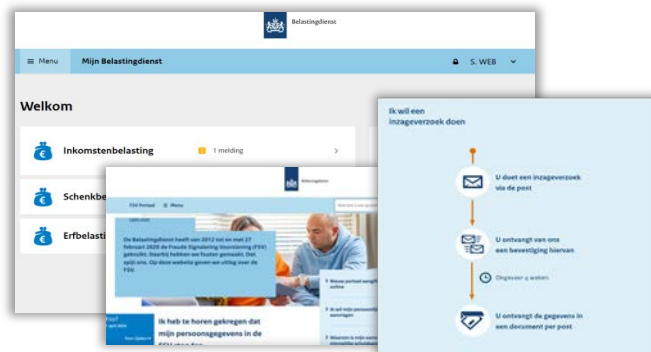 Belastingdienst
Menu
Mijn Belastingdienst
S. WEB
Welkom
Inkomstenbelasting
1 melding
Schenkbe
Erfbelasti
Belastingdienst
FSV Portaal
Menu
De Belastingdienst heeft van 2012 tot en met 27
februari 2020 de Fraude Signalering Voorziening (FSV)
gebruikt. Daarbij hebben we fouten gemaakt. Dat
spijt ons. Op deze website geven we uitleg over de
FSV.
Ik heb te horen gekregen dat
mijn persoonsgegevens in de
Ik wil een
inzageverzoek doen
U doet een inzageverzoek
via de post
U ontvangt van ons
een bevestiging hiervan
Ongeveer 4 weken
U ontvangt de gegevens in
een document per post